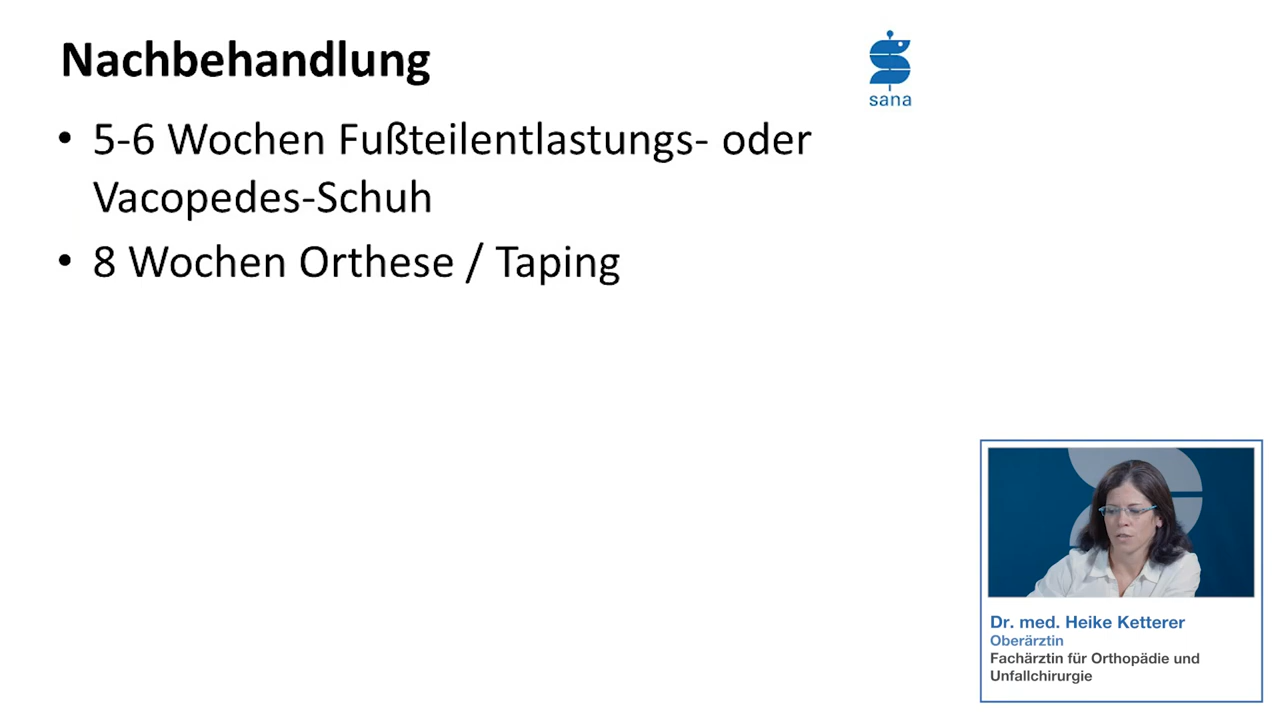 Nachbehandlung
sana
• 5-6 Wochen Fußteilentlastungs- oder
Vacopedes-Schuh
• 8 Wochen Orthese / Taping
Dr. med. Heike Ketterer
Oberärztin
Fachärztin für Orthopädie und
Unfallchirurgie